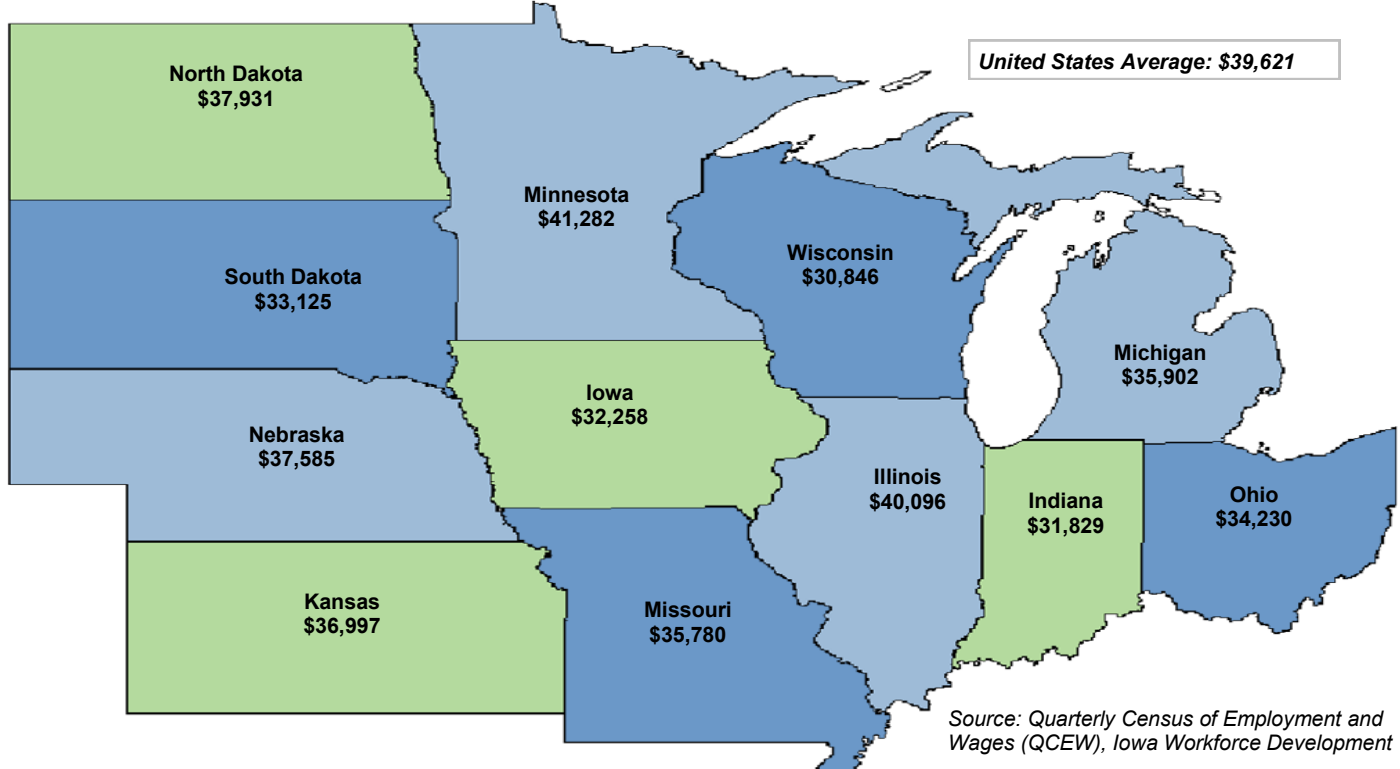 United States Average: $39,621
North Dakota
$37,931
Minnesota
$41,282
Wisconsin
$30,846
South Dakota
$33,125
Michigan
$35,902
Iowa
$32,258
Nebraska
$37,585
Illinois
$40,096
Indiana
$31,829
Ohio
$34,230
Kansas
$36,997
Missouri
$35,780
Source: Quarterly Census of Employment and
Wages (QCEW), Iowa Workforce Development